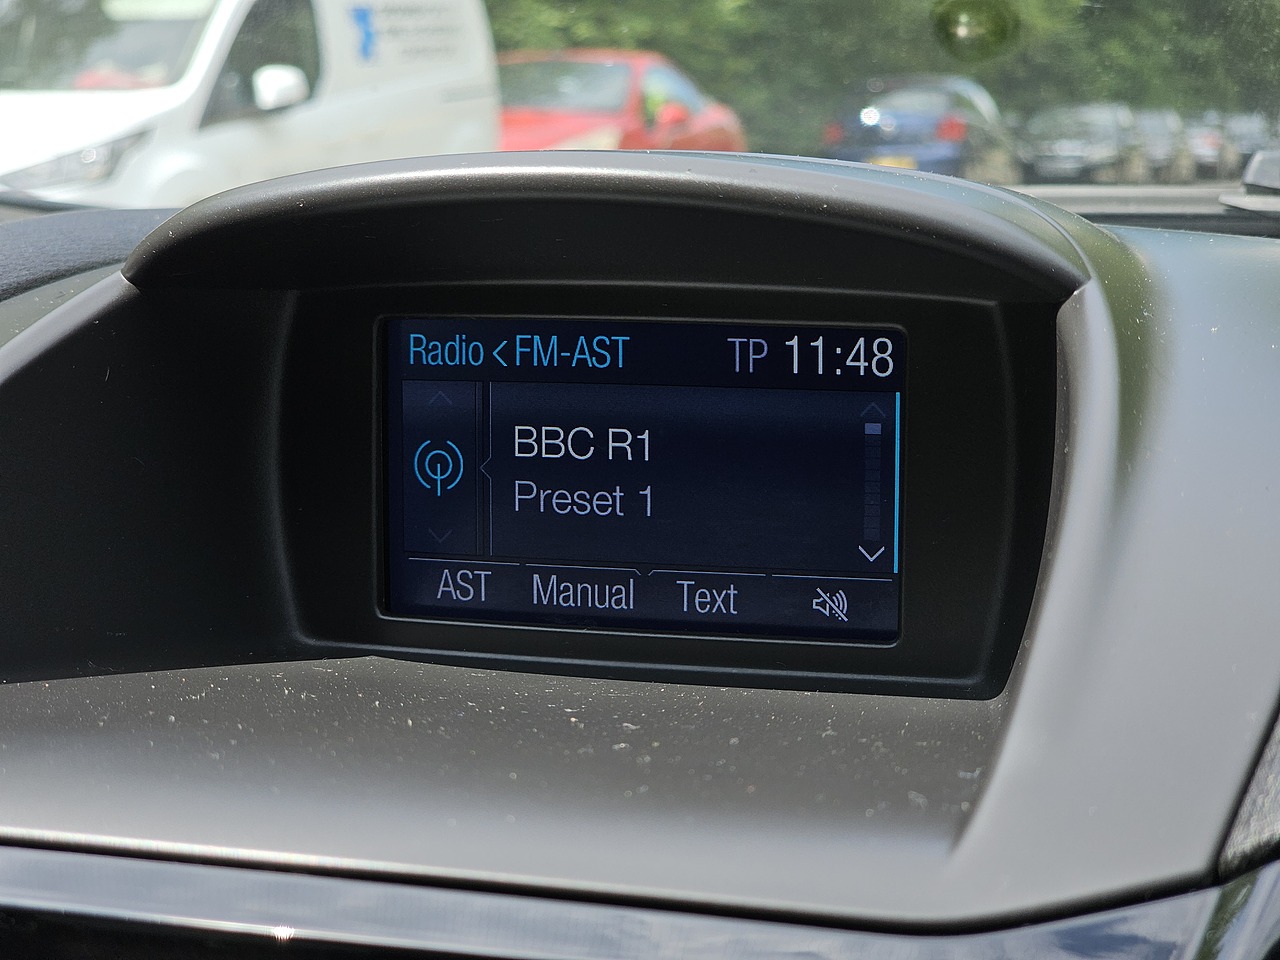 Radio <FM-AST TP 11:48
BBC R1
Preset 1
AST Manual Text